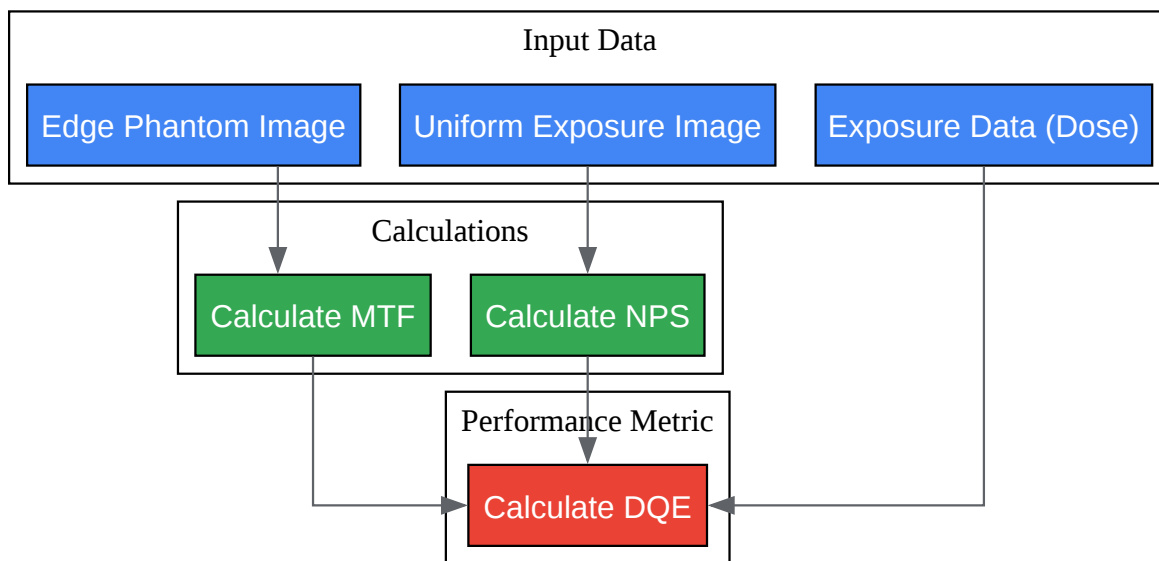 Input Data
Edge Phantom Image
Uniform Exposure Image
Exposure Data (Dose)
Calculations
Calculate MTF
Calculate NPS
Performance Metric
Calculate DQE